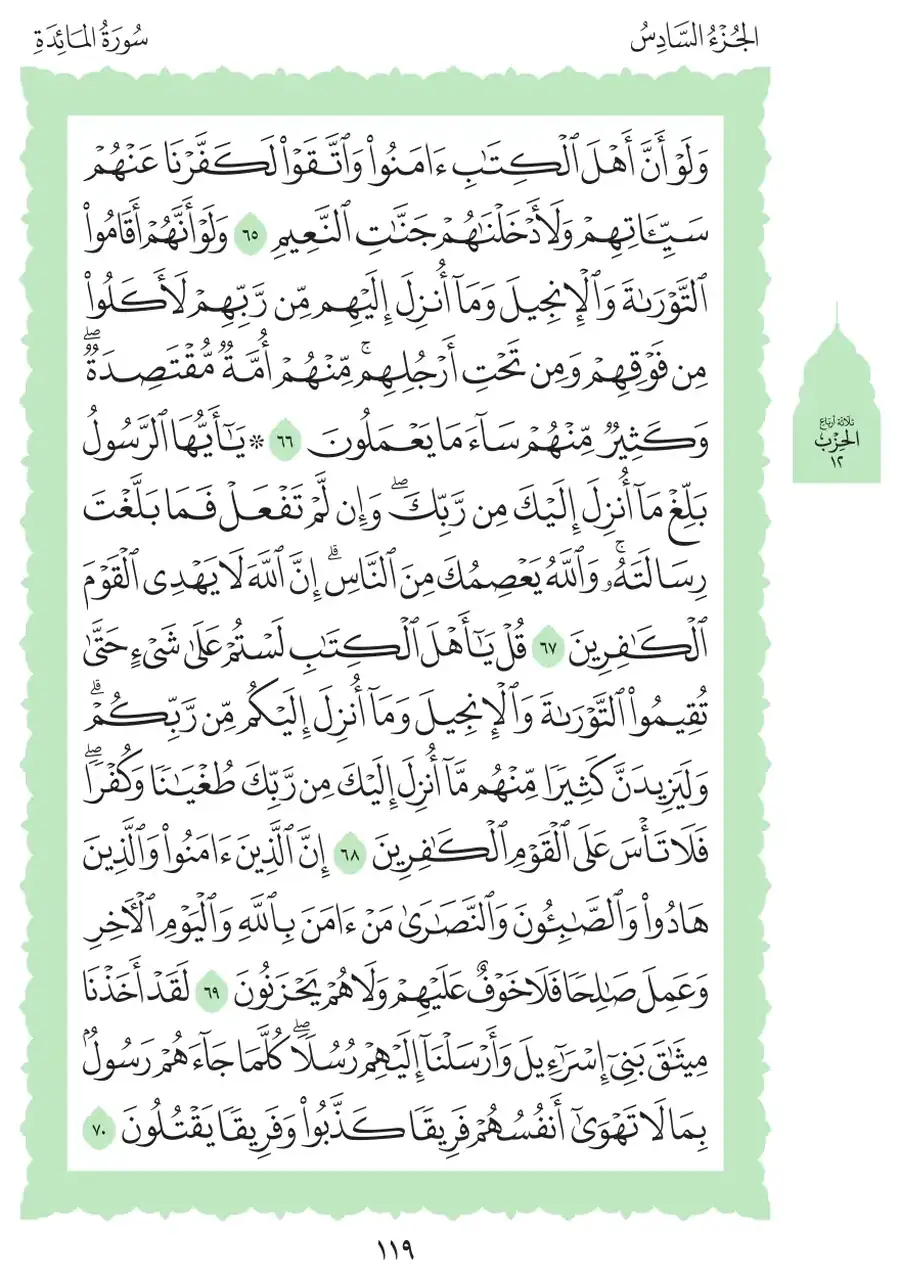 الجُزْءُ السَّادِسُ
سُورَةُ المَائِدَةِ
وَلَوۡ أَنَّ أَهۡلَ ٱلۡكِتَٰبِ ءَامَنُواْ وَٱتَّقَوۡاْ لَكَفَّرۡنَا عَنۡهُمۡ
سَيِّـَٔاتِهِمۡ وَلَأَدۡخَلۡنَٰهُمۡ جَنَّٰتِ ٱلنَّعِيمِ ٦٥ وَلَوۡ أَنَّهُمۡ أَقَامُواْ
ٱلتَّوۡرَىٰةَ وَٱلۡإِنجِيلَ وَمَآ أُنزِلَ إِلَيۡهِم مِّن رَّبِّهِمۡ لَأَكَلُواْ
مِن فَوۡقِهِمۡ وَمِن تَحۡتِ أَرۡجُلِهِمۚ مِّنۡهُمۡ أُمَّةٞ مُّقۡتَصِدَةٞۖ
وَكَثِيرٞ مِّنۡهُمۡ سَآءَ مَا يَعۡمَلُونَ ٦٦ ۞ يَٰٓأَيُّهَا ٱلرَّسُولُ
بَلِّغۡ مَآ أُنزِلَ إِلَيۡكَ مِن رَّبِّكَۖ وَإِن لَّمۡ تَفۡعَلۡ فَمَا بَلَّغۡتَ
رِسَالَتَهُۥۚ وَٱللَّهُ يَعۡصِمُكَ مِنَ ٱلنَّاسِۗ إِنَّ ٱللَّهَ لَا يَهۡدِي ٱلۡقَوۡمَ
ٱلۡكَٰفِرِينَ ٦٧ قُلۡ يَٰٓأَهۡلَ ٱلۡكِتَٰبِ لَسۡتُمۡ عَلَىٰ شَيۡءٍ حَتَّىٰ
تُقِيمُواْ ٱلتَّوۡرَىٰةَ وَٱلۡإِنجِيلَ وَمَآ أُنزِلَ إِلَيۡكُم مِّن رَّبِّكُمۡۗ
وَلَيَزِيدَنَّ كَثِيرٗا مِّنۡهُم مَّآ أُنزِلَ إِلَيۡكَ مِن رَّبِّكَ طُغۡيَٰنٗا وَكُفۡرٗاۖ
فَلَا تَأۡسَ عَلَى ٱلۡقَوۡمِ ٱلۡكَٰفِرِينَ ٦٨ إِنَّ ٱلَّذِينَ ءَامَنُواْ وَٱلَّذِينَ
هَادُواْ وَٱلصَّٰبِـُٔونَ وَٱلنَّصَٰرَىٰ مَنۡ ءَامَنَ بِٱللَّهِ وَٱلۡيَوۡمِ ٱلۡأٓخِرِ
وَعَمِلَ صَٰلِحٗا فَلَا خَوۡفٌ عَلَيۡهِمۡ وَلَا هُمۡ يَحۡزَنُونَ ٦٩ لَقَدۡ أَخَذۡنَا
مِيثَٰقَ بَنِيٓ إِسۡرَٰٓءِيلَ وَأَرۡسَلۡنَآ إِلَيۡهِمۡ رُسُلٗاۖ كُلَّمَا جَآءَهُمۡ رَسُولُۢ
بِمَا لَا تَهۡوَىٰٓ أَنفُسُهُمۡ فَرِيقٗا كَذَّبُواْ وَفَرِيقٗا يَقۡتُلُونَ ٧٠
ثلاثة أرباع
الحِزْب
١٢
١١٩